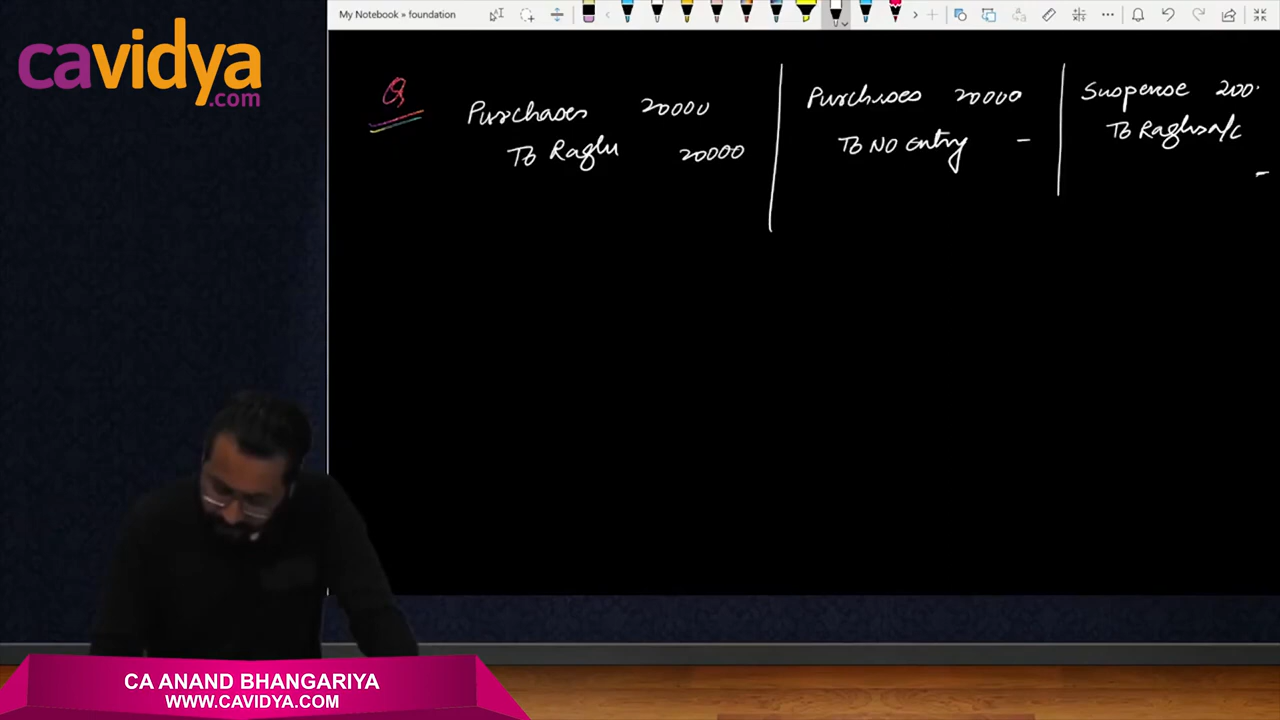 cavidya
.com
My Notebook » foundation
Q
Purchases 20000
To Raghu 20000
Purchases 20000
To NO entry -
Suspense 200
To Raghu a/c
-
CA ANAND BHANGARIYA
WWW.CAVIDYA.COM